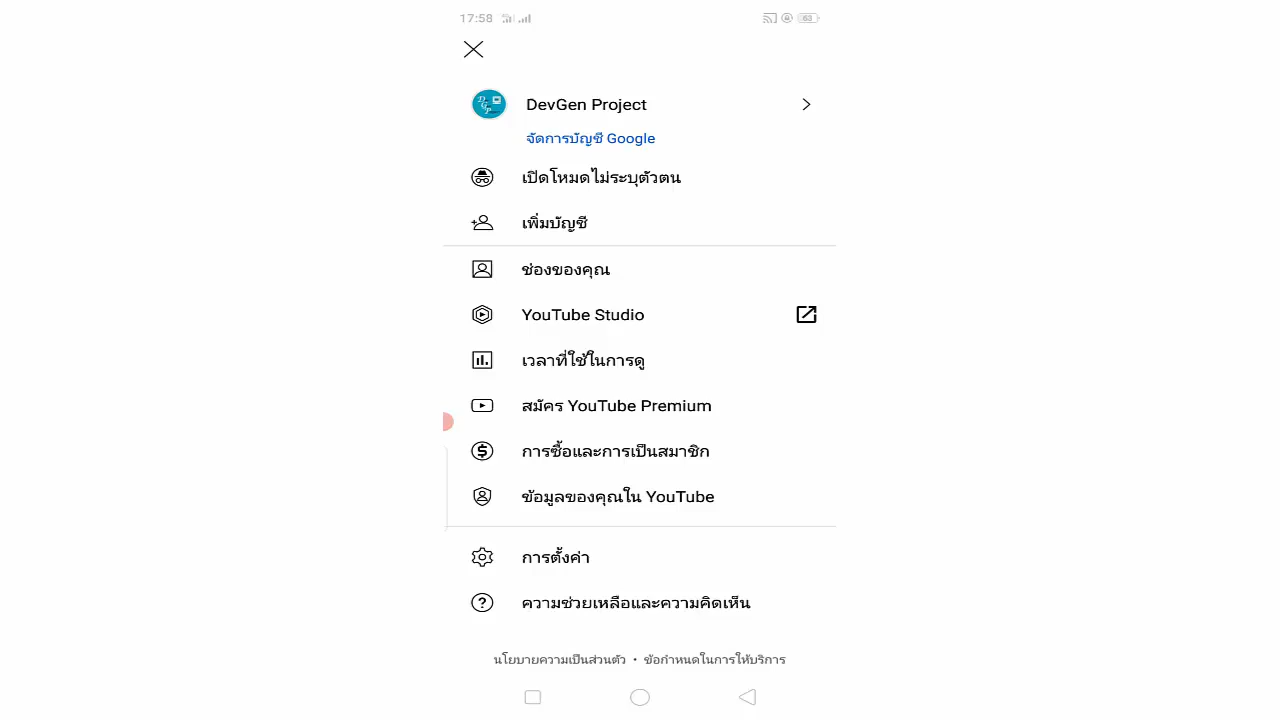 17:58
63
DevGen Project
จัดการบัญชี Google
เปิดโหมดไม่ระบุตัวตน
เพิ่มบัญชี
ช่องของคุณ
YouTube Studio
เวลาที่ใช้ในการดู
สมัคร YouTube Premium
การซื้อและการเป็นสมาชิก
ข้อมูลของคุณใน YouTube
การตั้งค่า
ความช่วยเหลือและความคิดเห็น
นโยบายความเป็นส่วนตัว • ข้อกำหนดในการให้บริการ